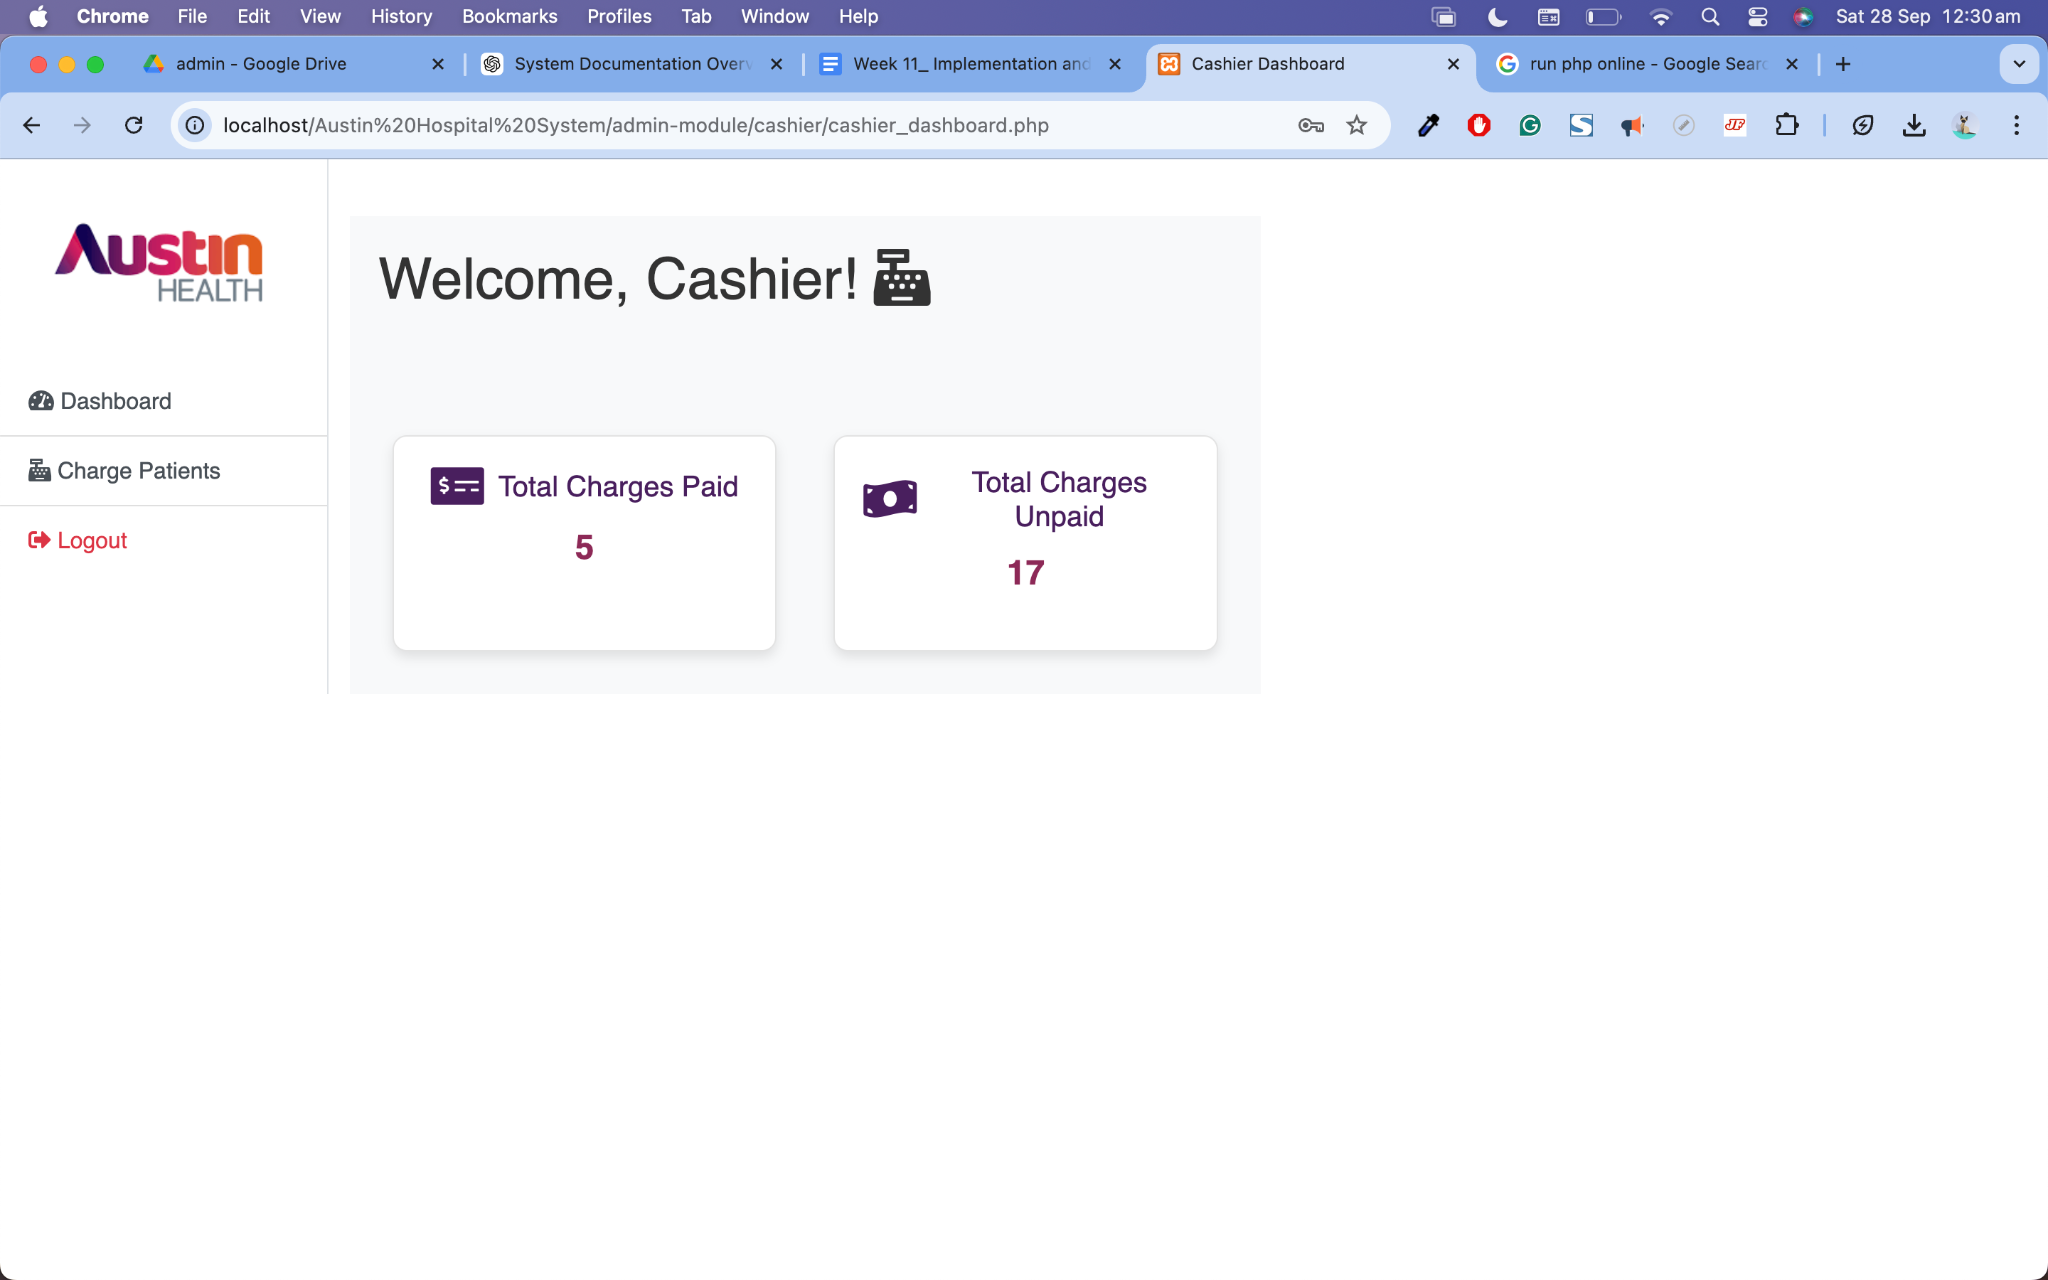 Chrome File Edit View History Bookmarks Profiles Tab Window Help Sat 28 Sep 12:30 am
admin - Google Drive System Documentation Over Week 11_ Implementation and Cashier Dashboard run php online - Google Sear
localhost/Austin%20Hospital%20System/admin-module/cashier/cashier_dashboard.php
Austin
HEALTH
Dashboard
Charge Patients
Logout
Welcome, Cashier!
Total Charges Paid
5
Total Charges
Unpaid
17